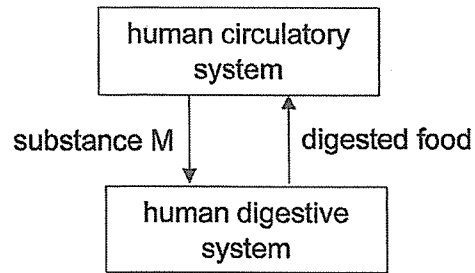 human circulatory
system
substance M
digested food
human digestive
system